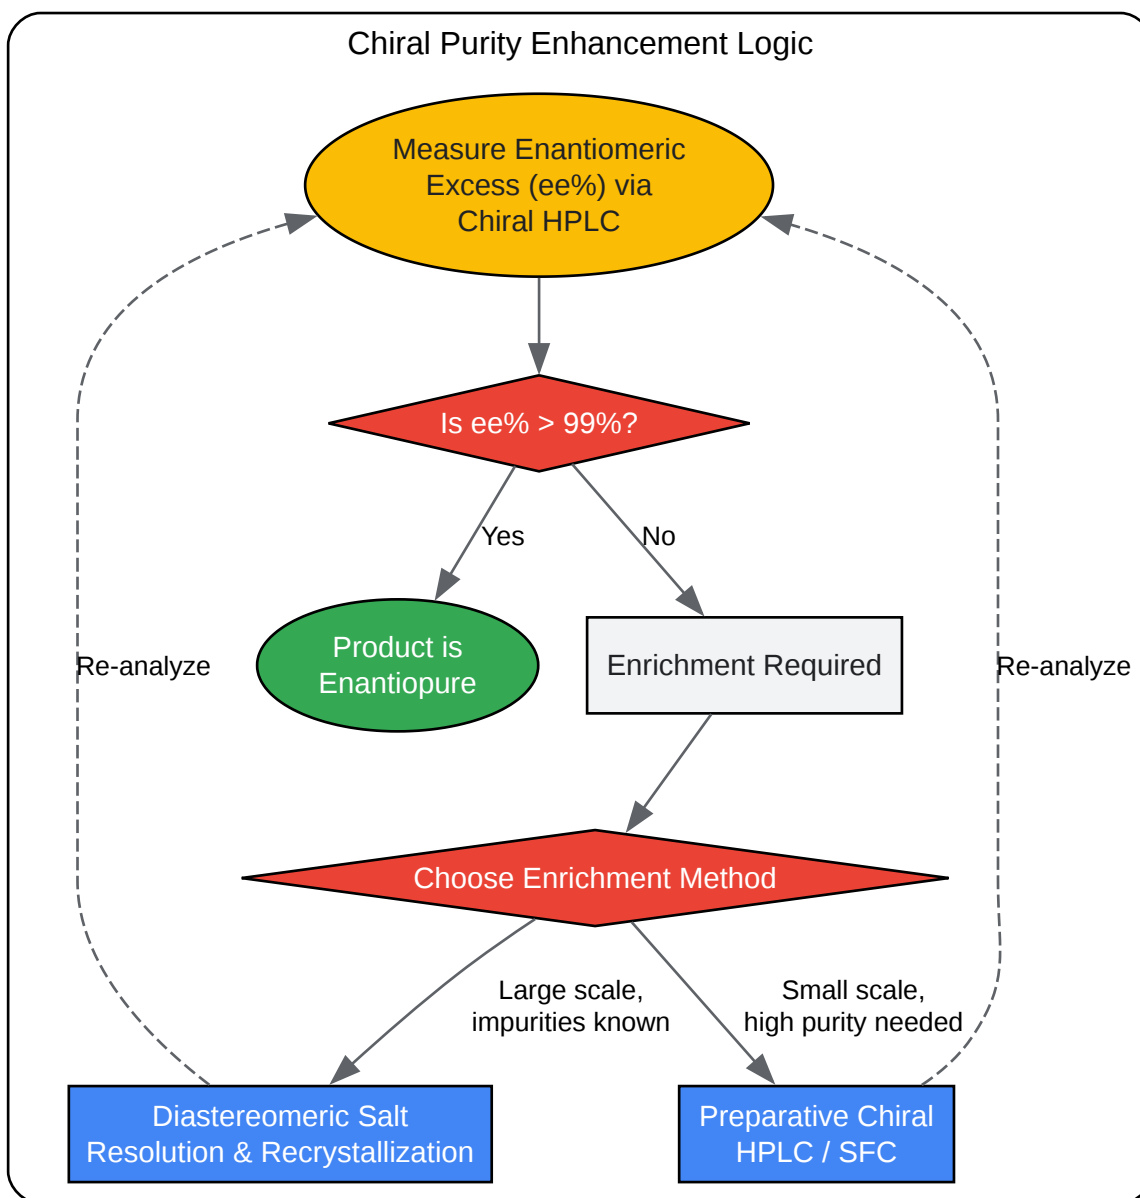 Chiral Purity Enhancement Logic
Measure Enantiomeric
Excess (ee%) via
Chiral HPLC
Is ee% > 99%?
Yes
No
Re-analyze
Product is
Enantiopure
Enrichment Required
Re-analyze
Choose Enrichment Method
Large scale,
impurities known
Small scale,
high purity needed
Diastereomeric Salt
Resolution & Recrystallization
Preparative Chiral
HPLC / SFC